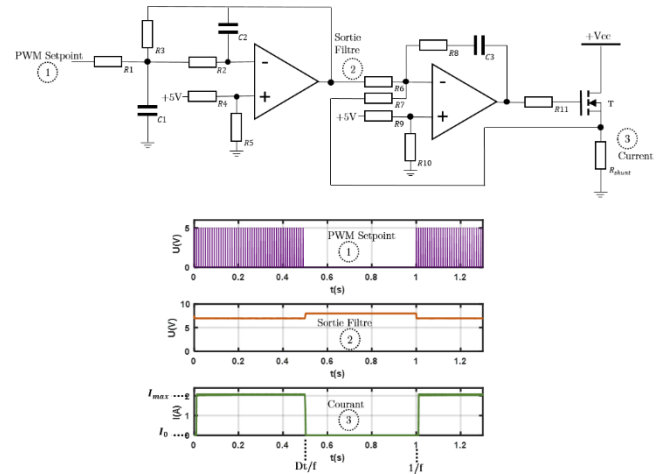 PWM Setpoint
1
R1
R3
C1
C2
R2
+5V
R4
R5
Sortie
Filtre
2
R6
R7
R8
C3
+5V
R9
R10
R11
+Vcc
T
3
Current
Rshunt
U(V)
5
0
PWM Setpoint
1
0 0.2 0.4 0.6 0.8 1 1.2
t(s)
U(V)
10
5
0
Sortie Filtre
2
0 0.2 0.4 0.6 0.8 1 1.2
t(s)
Imax
I0
I(A)
2
1
0
Courant
3
0 0.2 0.4 0.6 0.8 1 1.2
t(s)
Dt/f
1/f